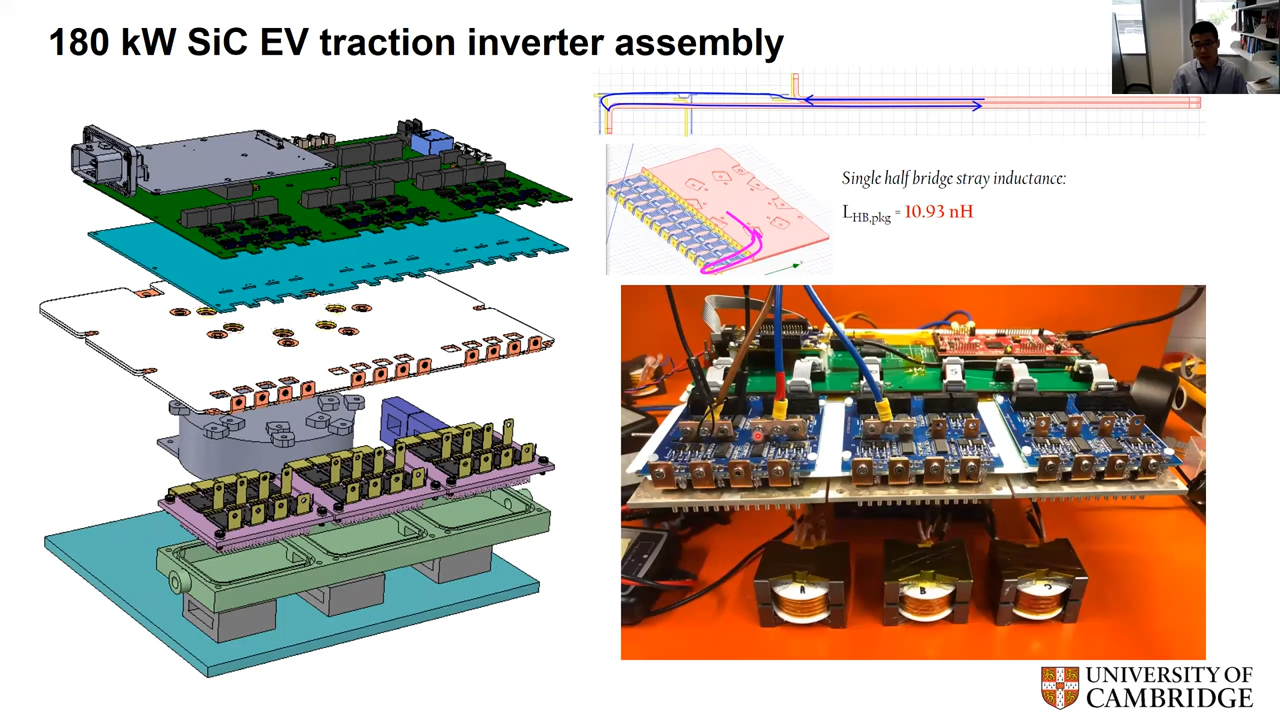 180 kW SiC EV traction inverter assembly
Single half bridge stray inductance:
L_HB,pkg = 10.93 nH
A
B
UNIVERSITY OF
CAMBRIDGE